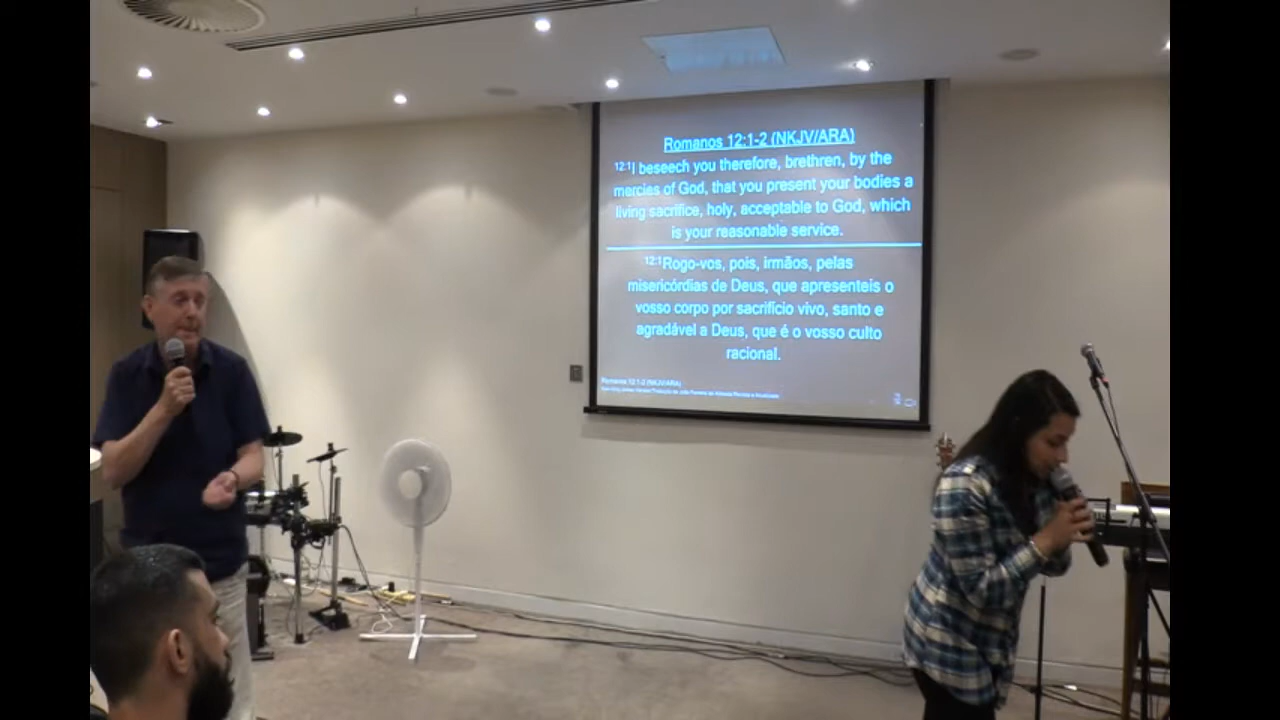 Romanos 12:1-2 (NKJV/ARA)
12:1I beseech you therefore, brethren, by the
mercies of God, that you present your bodies a
living sacrifice, holy, acceptable to God, which
is your reasonable service.
12:1Rogo-vos, pois, irmãos, pelas
misericórdias de Deus, que apresenteis o
vosso corpo por sacrifício vivo, santo e
agradável a Deus, que é o vosso culto
racional.
Romanos 12:1-2 (NKJV/ARA)